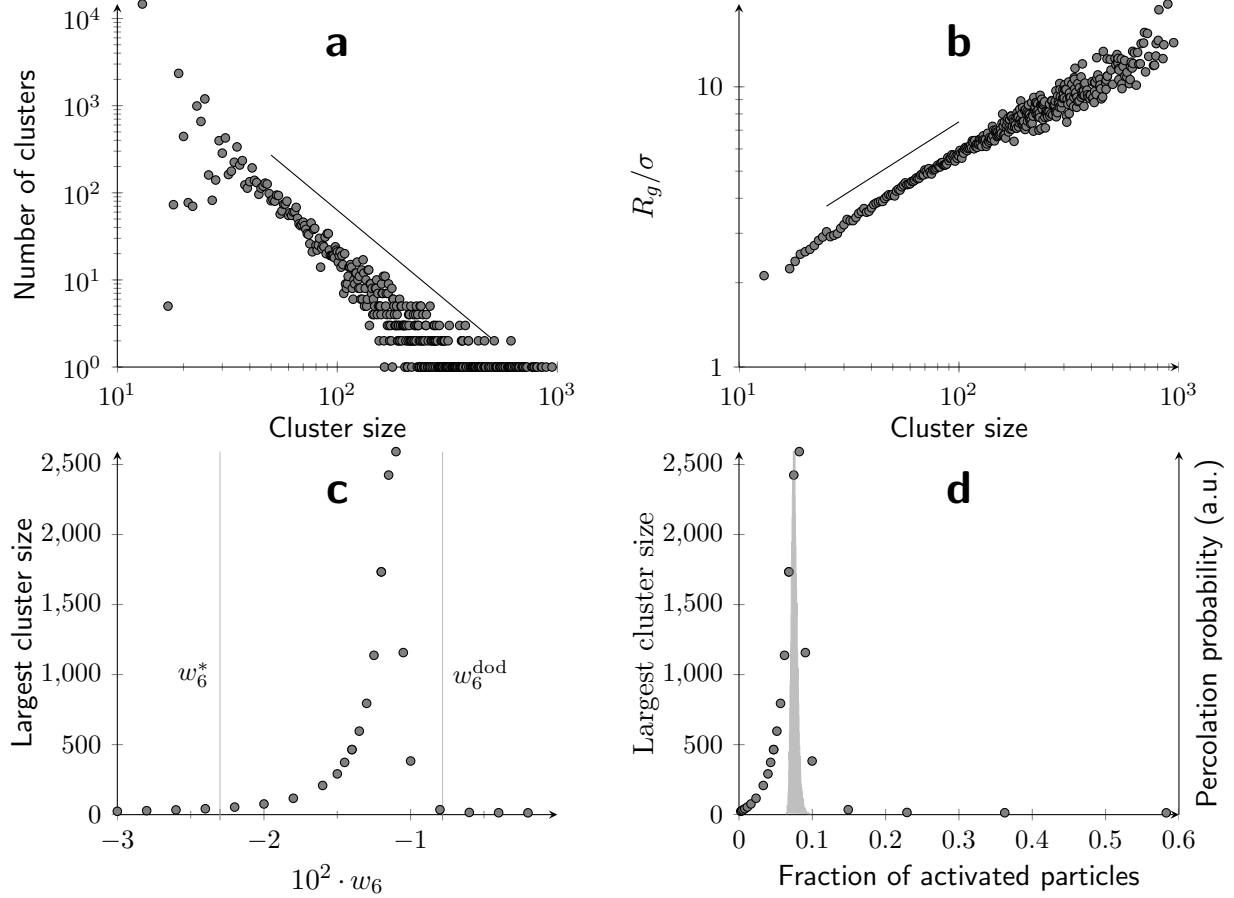 a
Number of clusters
10^4
10^3
10^2
10^1
10^0
10^1
10^2
10^3
Cluster size
b
R_g/σ
10
1
10^1
10^2
10^3
Cluster size
c
Largest cluster size
2,500
2,000
1,500
1,000
500
0
w_6^*
w_6^dod
−3
−2
−1
10^2 · w_6
d
Largest cluster size
2,500
2,000
1,500
1,000
500
0
0
0.1
0.2
0.3
0.4
0.5
0.6
Fraction of activated particles
Percolation probability (a.u.)